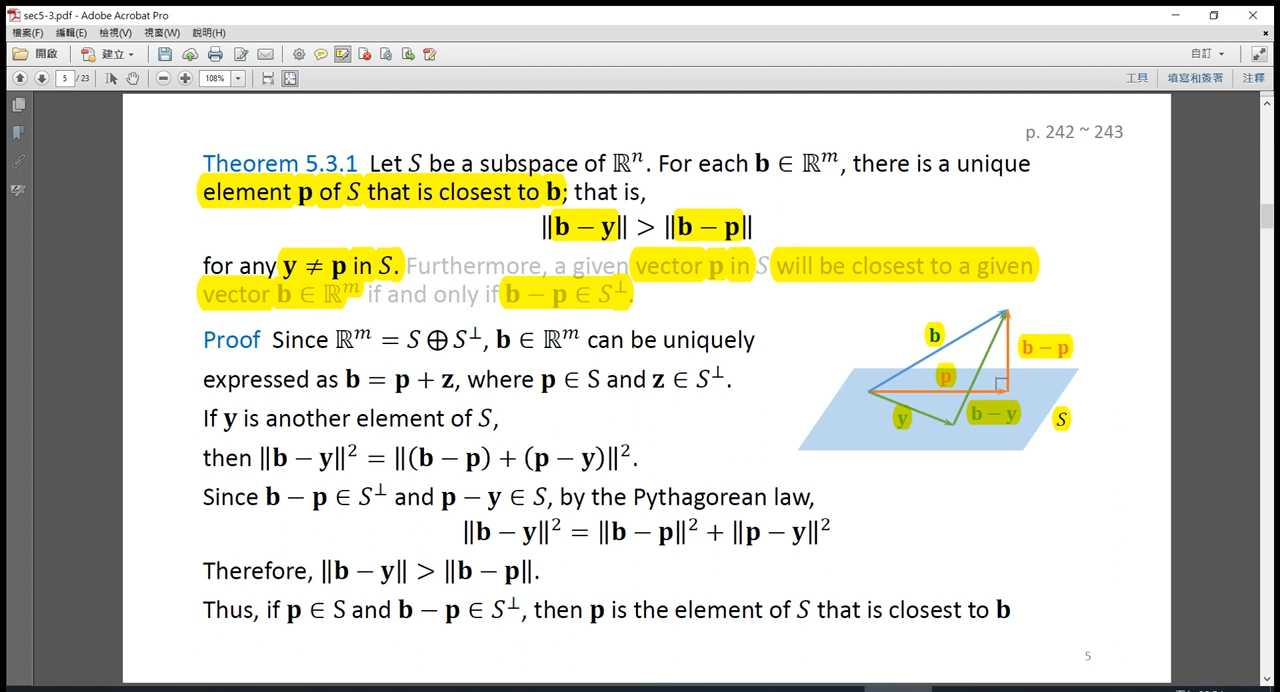 sec5-3.pdf - Adobe Acrobat Pro
檔案(F) 編輯(E) 檢視(V) 視窗(W) 說明(H)
開啟 建立 自訂
5 / 23 108% 工具 填寫和簽署 注釋
p. 242 ~ 243
Theorem 5.3.1 Let S be a subspace of ℝⁿ. For each b ∈ ℝᵐ, there is a unique
element p of S that is closest to b; that is,
‖b − y‖ > ‖b − p‖
for any y ≠ p in S. Furthermore, a given vector p in S will be closest to a given
vector b ∈ ℝᵐ if and only if b − p ∈ S⊥.
Proof Since ℝᵐ = S ⊕ S⊥, b ∈ ℝᵐ can be uniquely
expressed as b = p + z, where p ∈ S and z ∈ S⊥.
If y is another element of S,
then ‖b − y‖² = ‖(b − p) + (p − y)‖².
Since b − p ∈ S⊥ and p − y ∈ S, by the Pythagorean law,
‖b − y‖² = ‖b − p‖² + ‖p − y‖²
Therefore, ‖b − y‖ > ‖b − p‖.
Thus, if p ∈ S and b − p ∈ S⊥, then p is the element of S that is closest to b
b
b − p
p
y
b − y
S
5